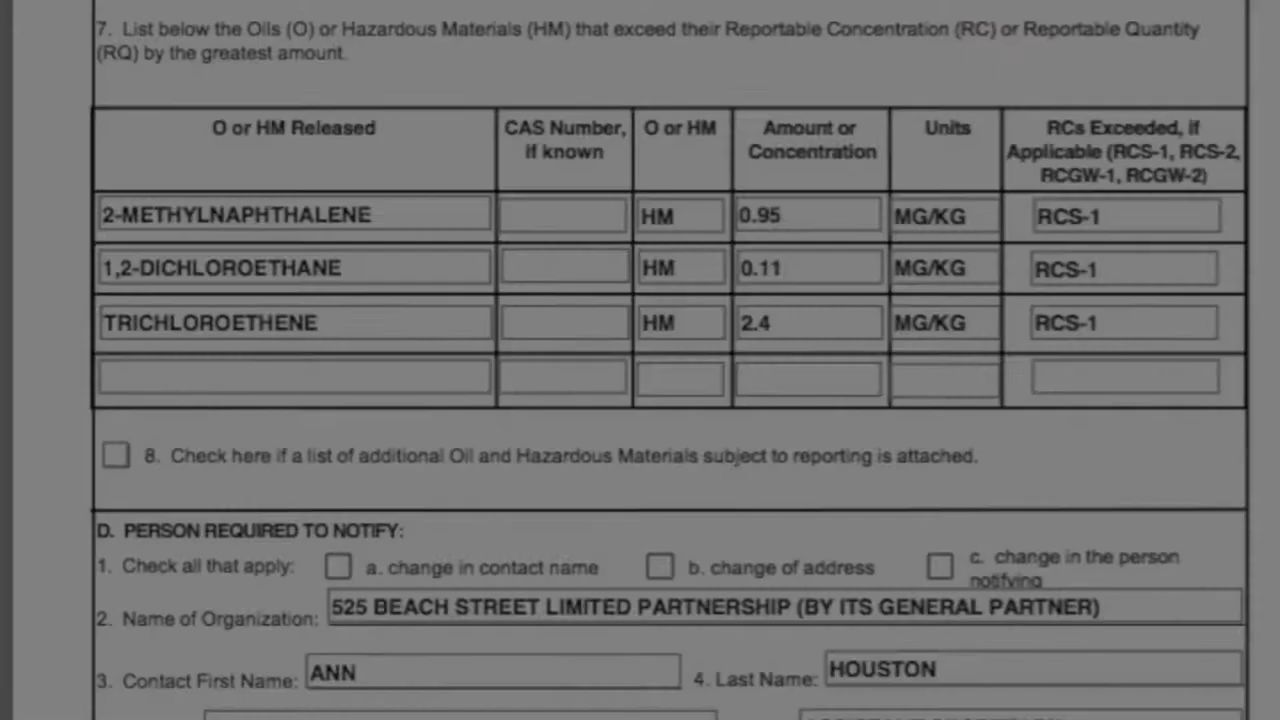 7. List below the Oils (O) or Hazardous Materials (HM) that exceed their Reportable Concentration (RC) or Reportable Quantity
(RQ) by the greatest amount.
O or HM Released CAS Number, if known O or HM Amount or Concentration Units RCs Exceeded, if Applicable (RCS-1, RCS-2, RCGW-1, RCGW-2)
2-METHYLNAPHTHALENE HM 0.95 MG/KG RCS-1
1,2-DICHLOROETHANE HM 0.11 MG/KG RCS-1
TRICHLOROETHENE HM 2.4 MG/KG RCS-1
8. Check here if a list of additional Oil and Hazardous Materials subject to reporting is attached.
D. PERSON REQUIRED TO NOTIFY:
1. Check all that apply: a. change in contact name b. change of address c. change in the person
notifying
2. Name of Organization: 525 BEACH STREET LIMITED PARTNERSHIP (BY ITS GENERAL PARTNER)
3. Contact First Name: ANN 4. Last Name: HOUSTON